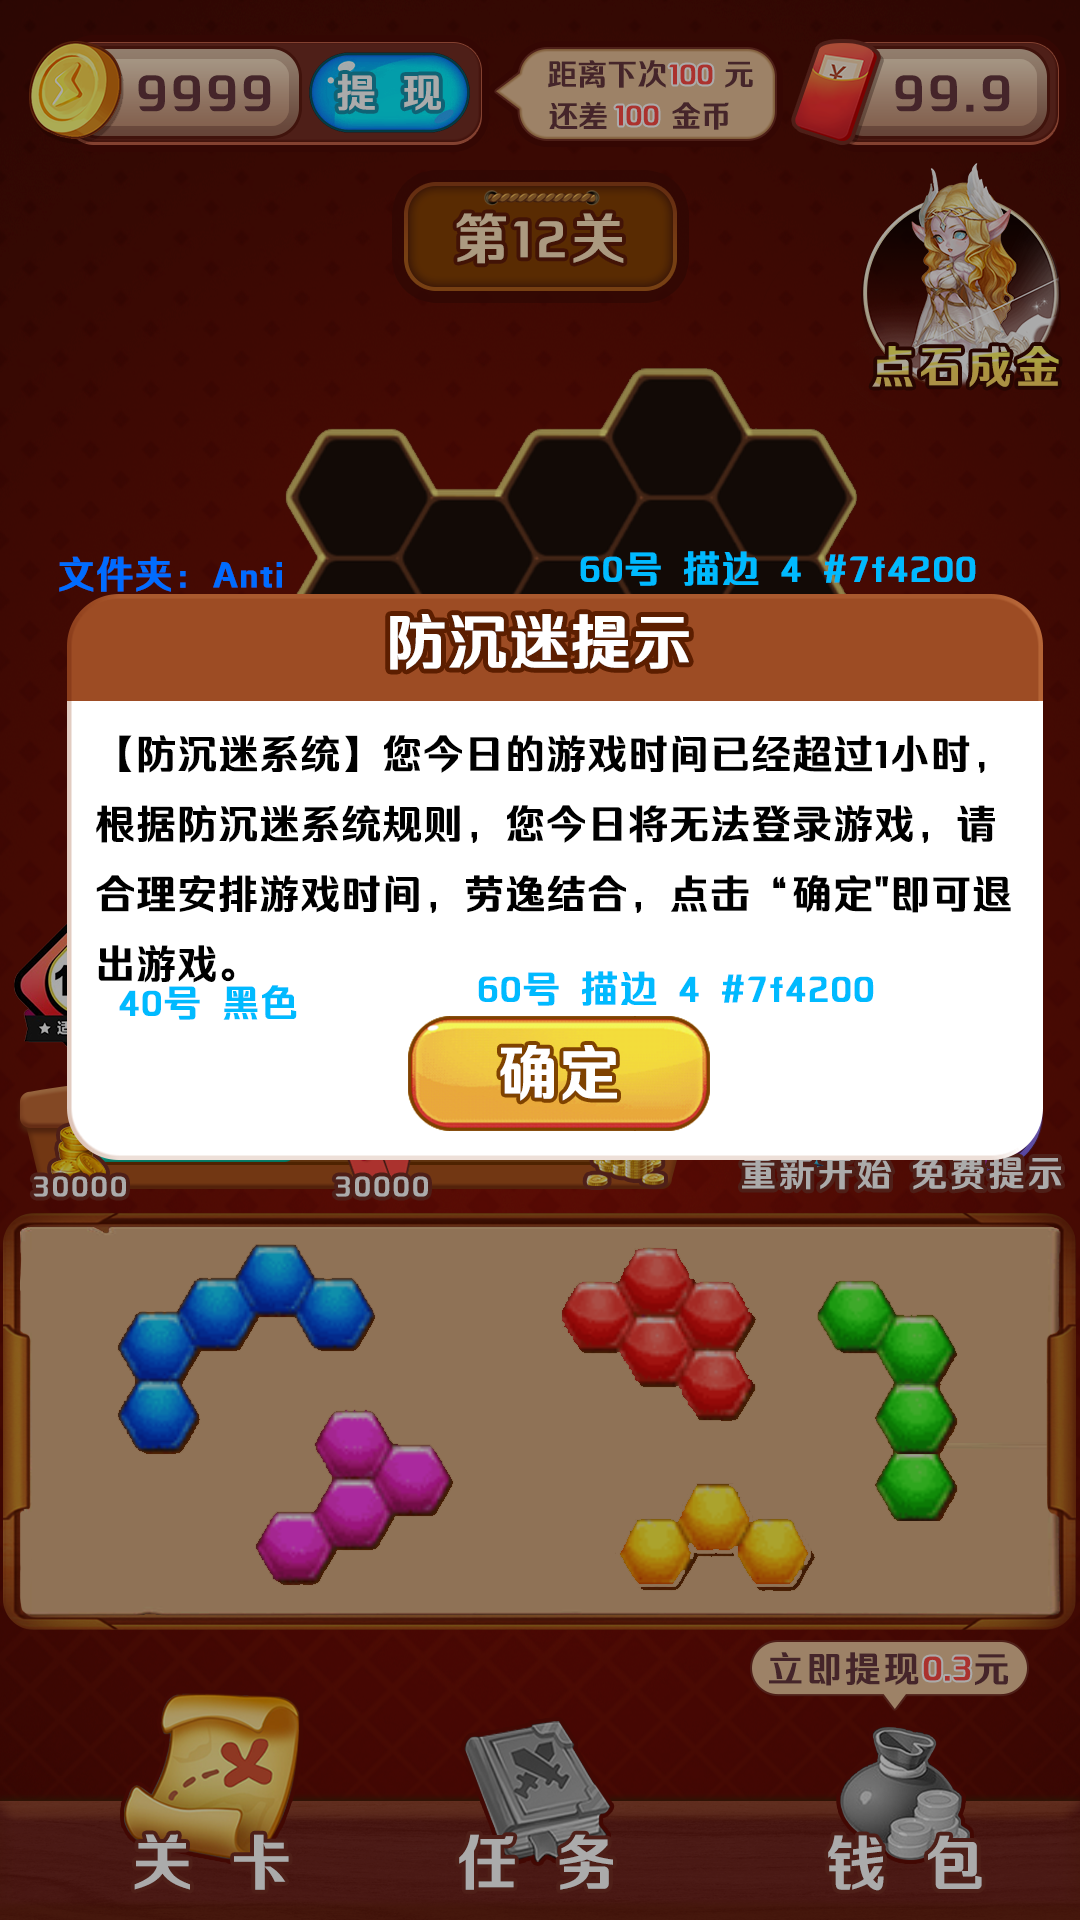 9999
提 现
距离下次100 元
还差 100 金币
99.9
第12关
点石成金
文件夹：Anti
60号 描边 4 #7f4200
防沉迷提示
【防沉迷系统】您今日的游戏时间已经超过1小时，
根据防沉迷系统规则，您今日将无法登录游戏，请
合理安排游戏时间，劳逸结合，点击“确定"即可退
出游戏。
40号 黑色
60号 描边 4 #7f4200
确定
30000
30000
重新开始
免费提示
立即提现0.3元
关 卡
任 务
钱 包